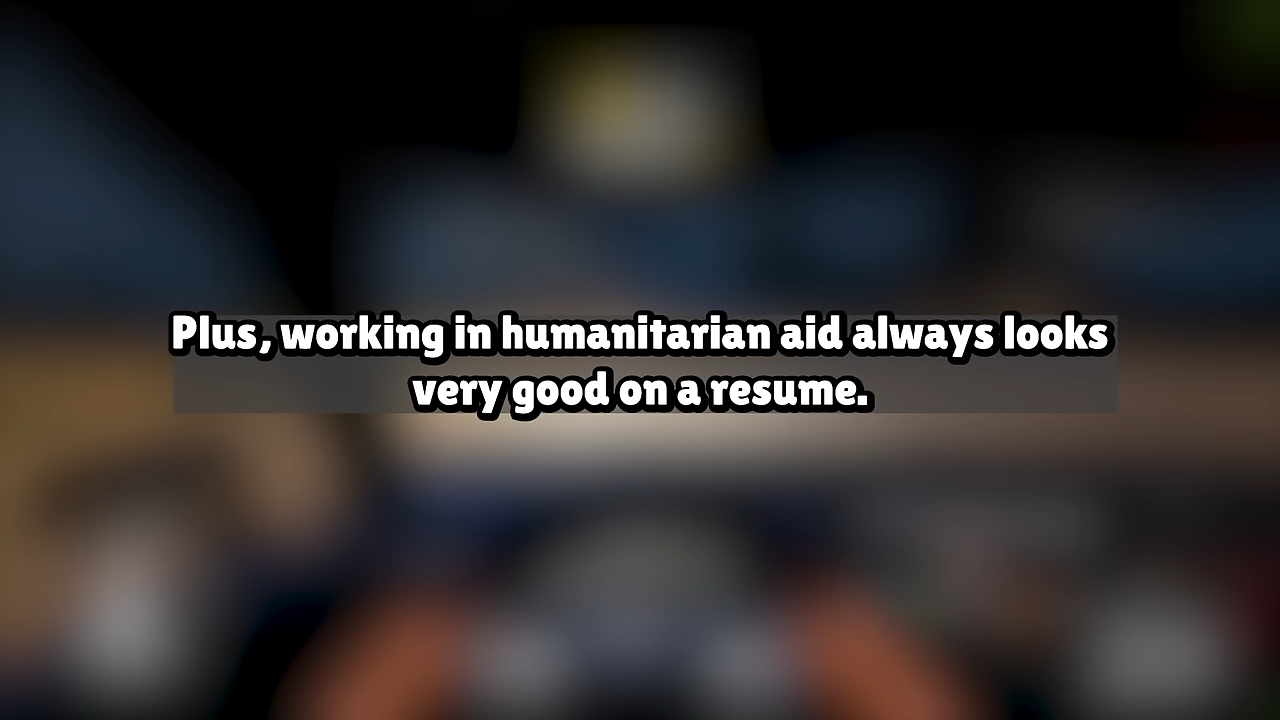 Plus, working in humanitarian aid always looks
very good on a resume.